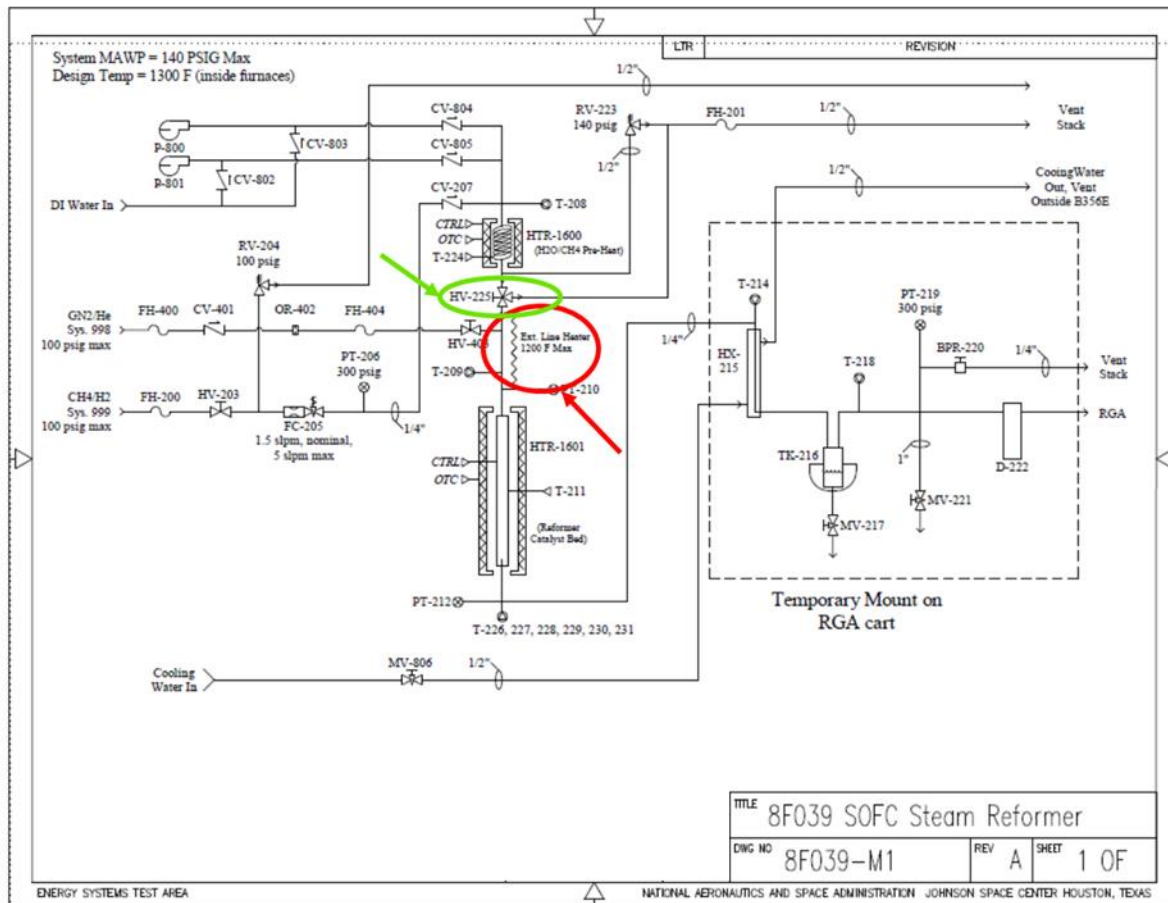 System MAWP = 140 PSIG Max
Design Temp = 1300 F (inside furnaces)
LTR
REVISION
1/2"
CV-804
RV-223
140 psig
FH-201
1/2"
Vent
Stack
P-800
CV-803
CV-805
1/2"
P-801
CV-802
CV-207
1/2"
CooingWater
Out, Vent
Outside B356E
DI Water In
T-208
CTRL
OTC
T-224
HTR-1600
(H2O/CH4 Pre-Heat)
RV-204
100 psig
HV-225
T-214
PT-219
300 psig
GN2/He
Sys. 998
100 psig max
FH-400
CV-401
OR-402
FH-404
Ext. Line Heater
1200 F Max
1/4"
HX-
215
T-218
BPR-220
1/4"
Vent
Stack
PT-206
300 psig
T-209
CH4/H2
Sys. 999
100 psig max
FH-200
HV-203
FC-205
1.5 slpm, nominal,
5 slpm max
1/4"
RGA
HTR-1601
CTRL
OTC
TK-216
1"
D-222
T-211
MV-221
(Reformer
Catalyst Bed)
MV-217
PT-212
T-226, 227, 228, 229, 230, 231
Temporary Mount on
RGA cart
Cooling
Water In
MV-806
1/2"
TITLE 8F039 SOFC Steam Reformer
DWG NO 8F039-M1 REV A SHEET 1 OF
ENERGY SYSTEMS TEST AREA
NATIONAL AERONAUTICS AND SPACE ADMINISTRATION JOHNSON SPACE CENTER HOUSTON, TEXAS